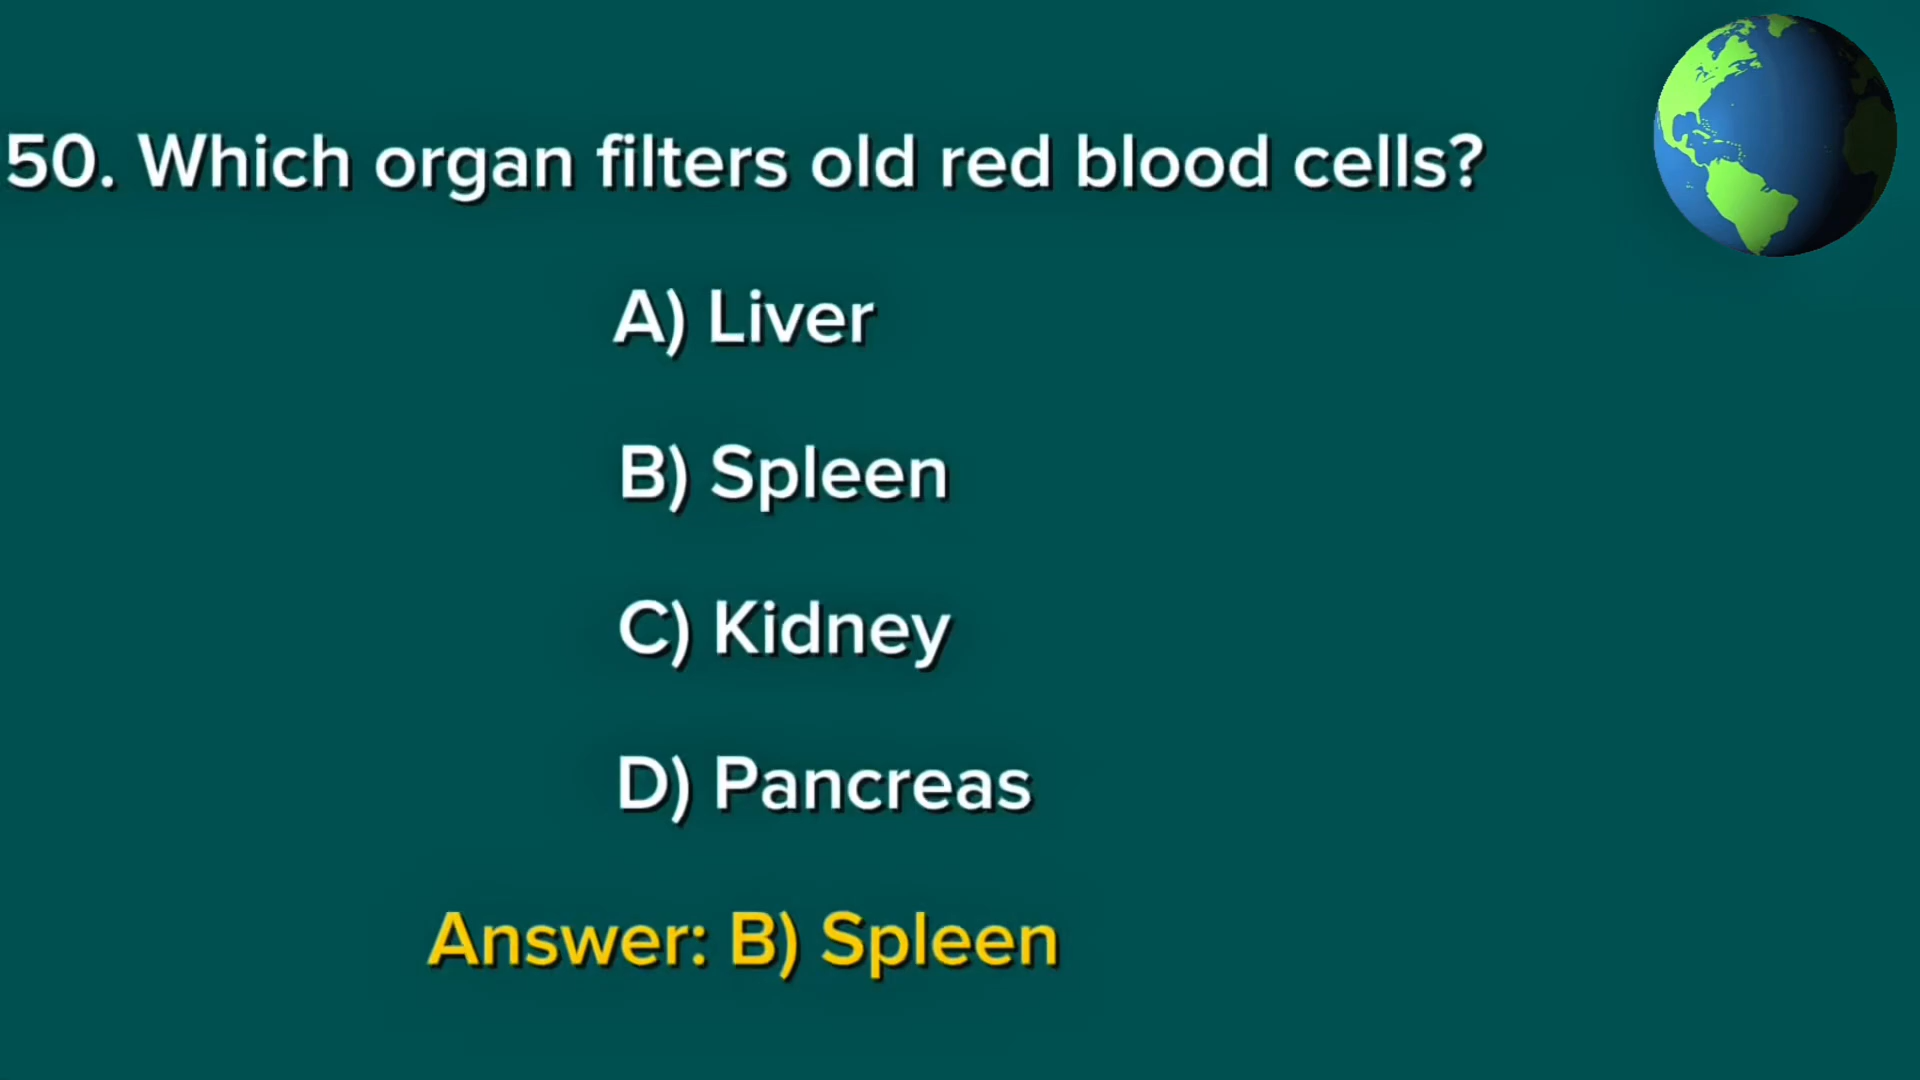 50. Which organ filters old red blood cells?
A) Liver
B) Spleen
C) Kidney
D) Pancreas
Answer: B) Spleen